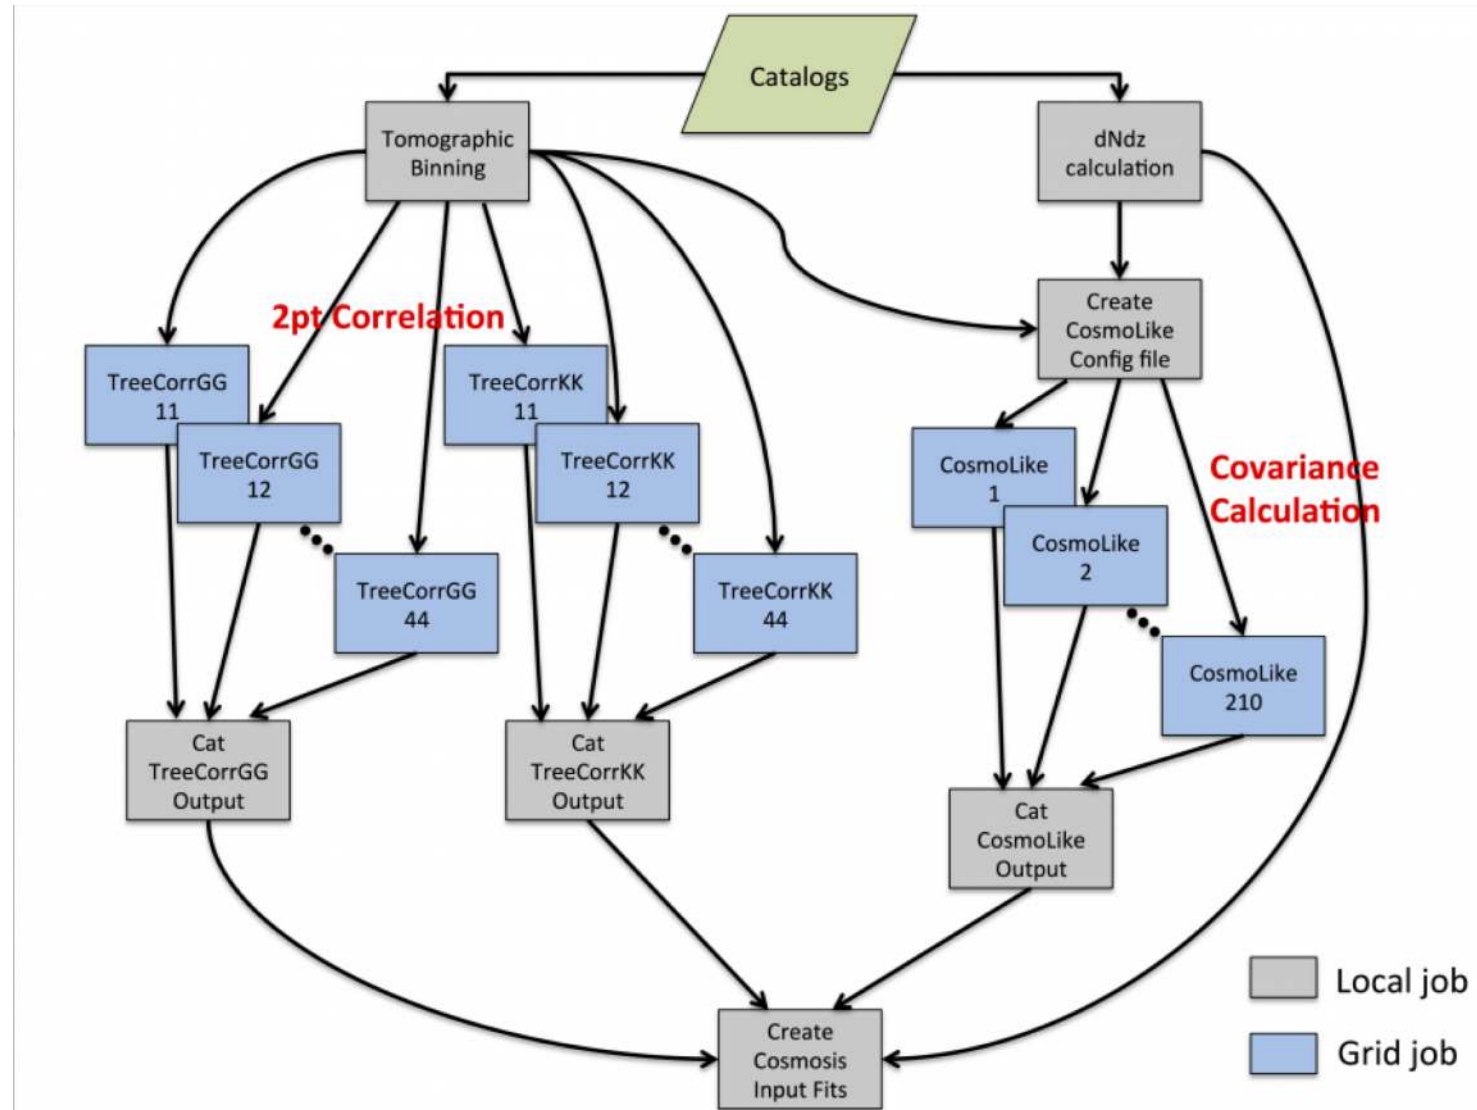 Catalogs
Tomographic
Binning
dNdz
calculation
Create
CosmoLike
Config file
2pt Correlation
TreeCorrGG
11
TreeCorrGG
12
TreeCorrGG
44
TreeCorrKK
11
TreeCorrKK
12
TreeCorrKK
44
CosmoLike
1
CosmoLike
2
CosmoLike
210
Covariance
Calculation
Cat
TreeCorrGG
Output
Cat
TreeCorrKK
Output
Cat
CosmoLike
Output
Create
Cosmosis
Input Fits
Local job
Grid job